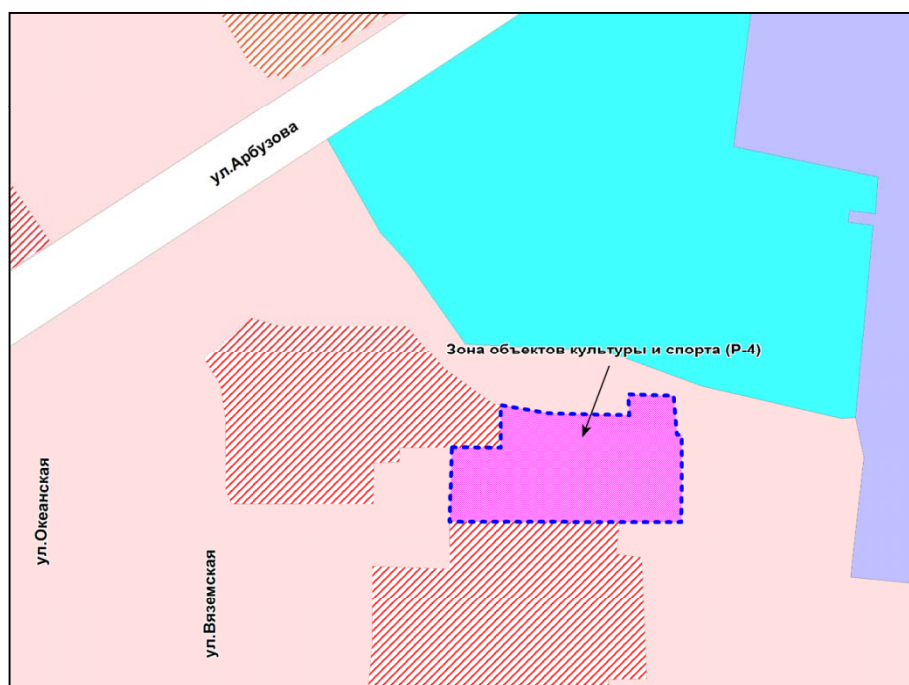 ул.Арбузова
Зона объектов культуры и спорта (Р-4)
ул.Океанская
ул.Вяземская